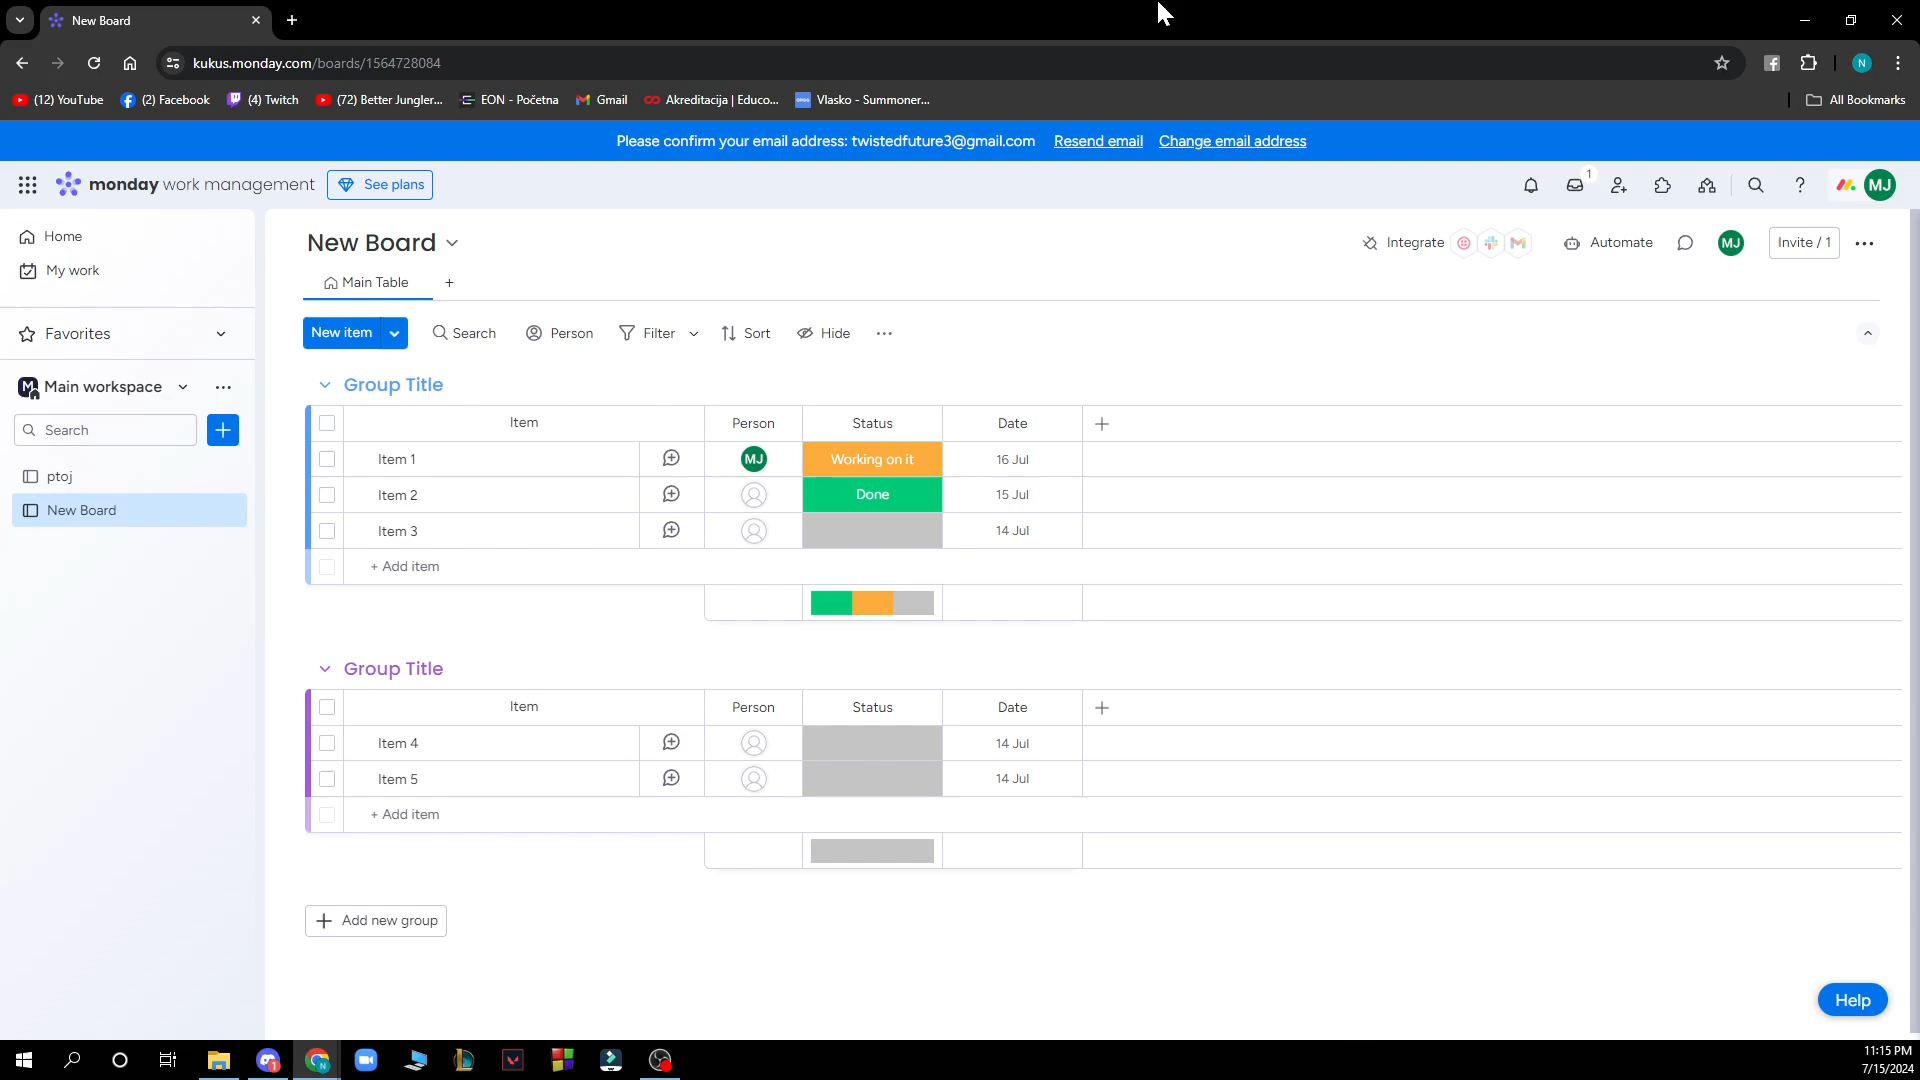 New Board
kukus.monday.com/boards/1564728084
N
(12) YouTube
(2) Facebook
(4) Twitch
(72) Better Jungler...
EON - Početna
Gmail
Akreditacija | Educo...
Vlasko - Summoner...
All Bookmarks
Please confirm your email address: twistedfuture3@gmail.com Resend email Change email address
monday work management
See plans
1
MJ
Home
My work
Favorites
M Main workspace
Search
ptoj
New Board
New Board
Integrate
Automate
MJ
Invite / 1
Main Table
New item
Search
Person
Filter
Sort
Hide
Group Title
Item Person Status Date
Item 1 MJ Working on it 16 Jul
Item 2 Done 15 Jul
Item 3 14 Jul
+ Add item
Group Title
Item Person Status Date
Item 4 14 Jul
Item 5 14 Jul
+ Add item
Add new group
Help
1
N
11:15 PM
7/15/2024